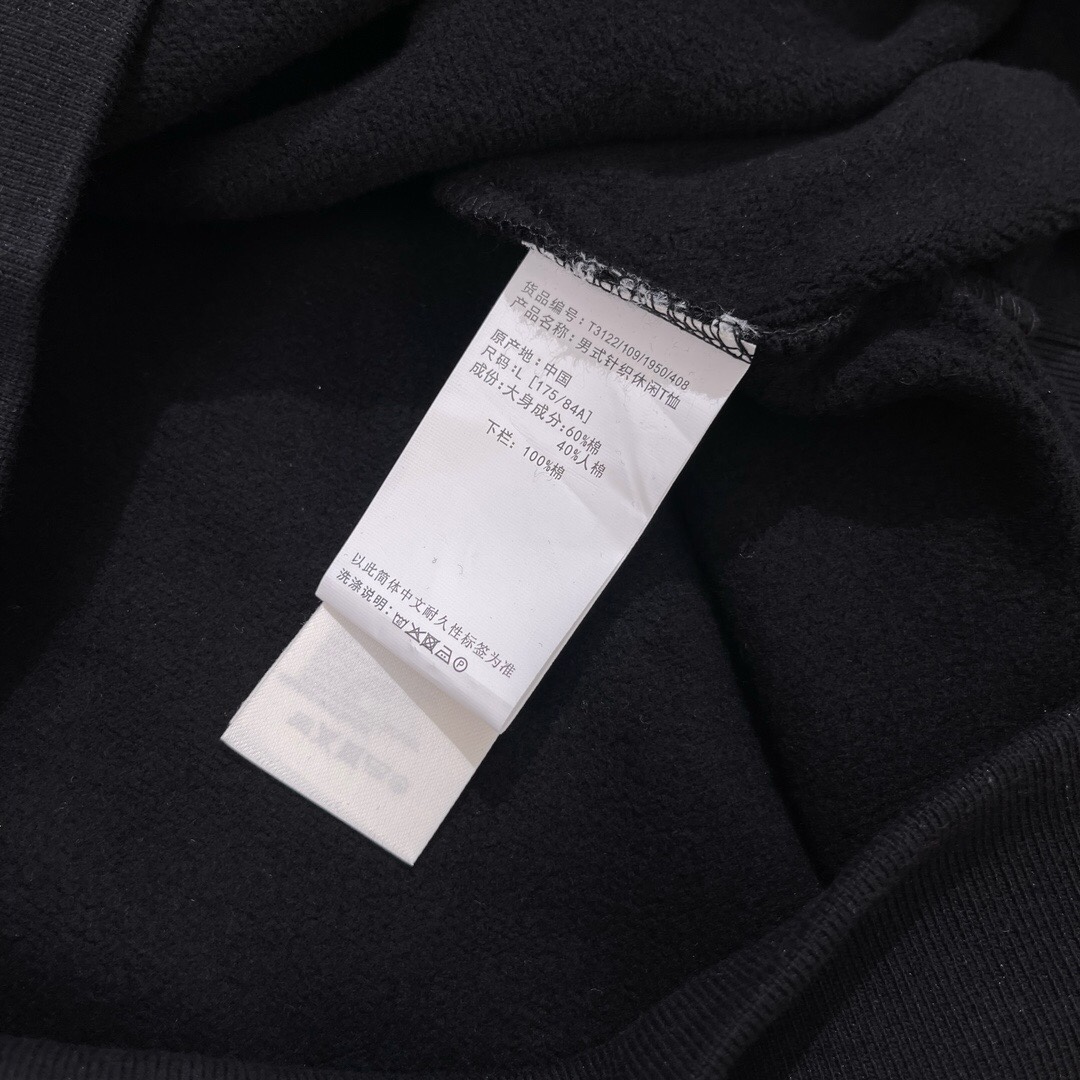 货品编号: T3122/109/1950/408
产品名称: 男式针织休闲T恤
原产地: 中国
尺码: L [175/84A]
成份: 大身成分: 60%棉
40%人棉
下栏: 100%棉
以此简体中文耐久性标签为准
洗涤说明:
P